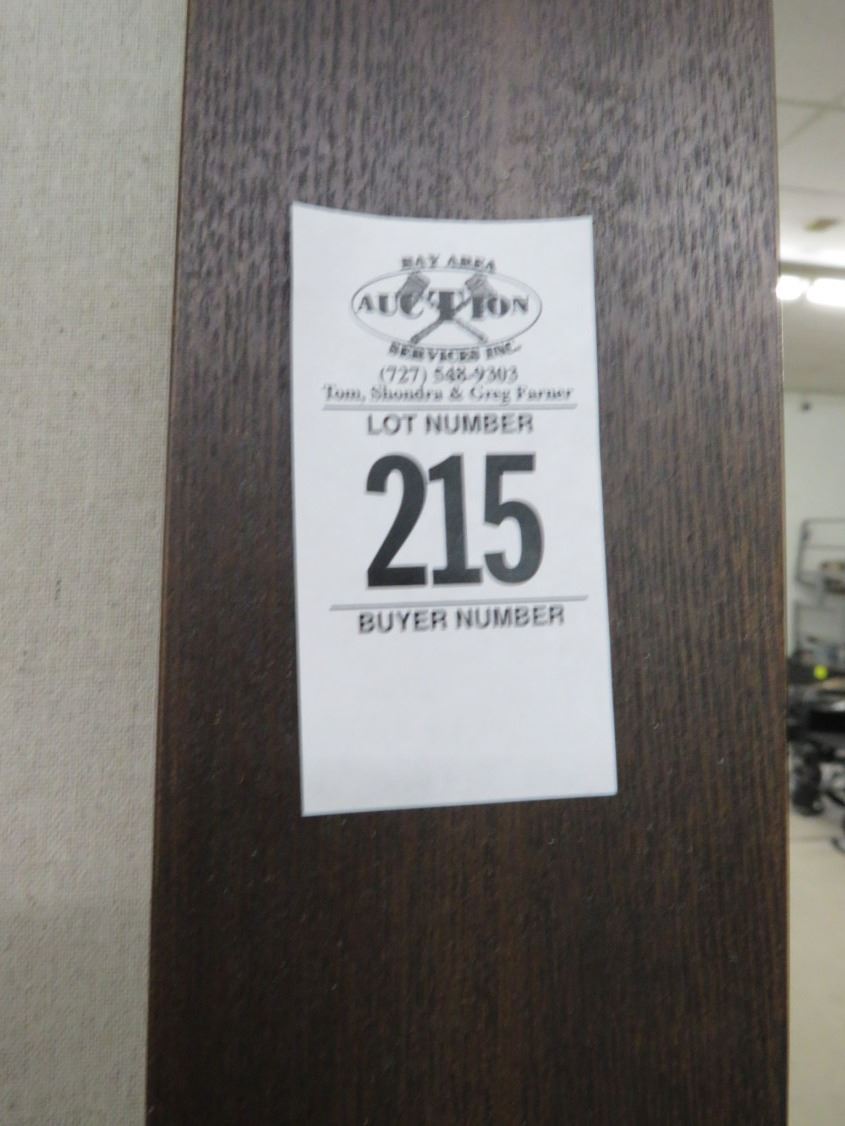 BAY AREA
AUCTION
SERVICES INC.
(727) 548-9303
Tom, Shondra & Greg Farner
LOT NUMBER
215
BUYER NUMBER